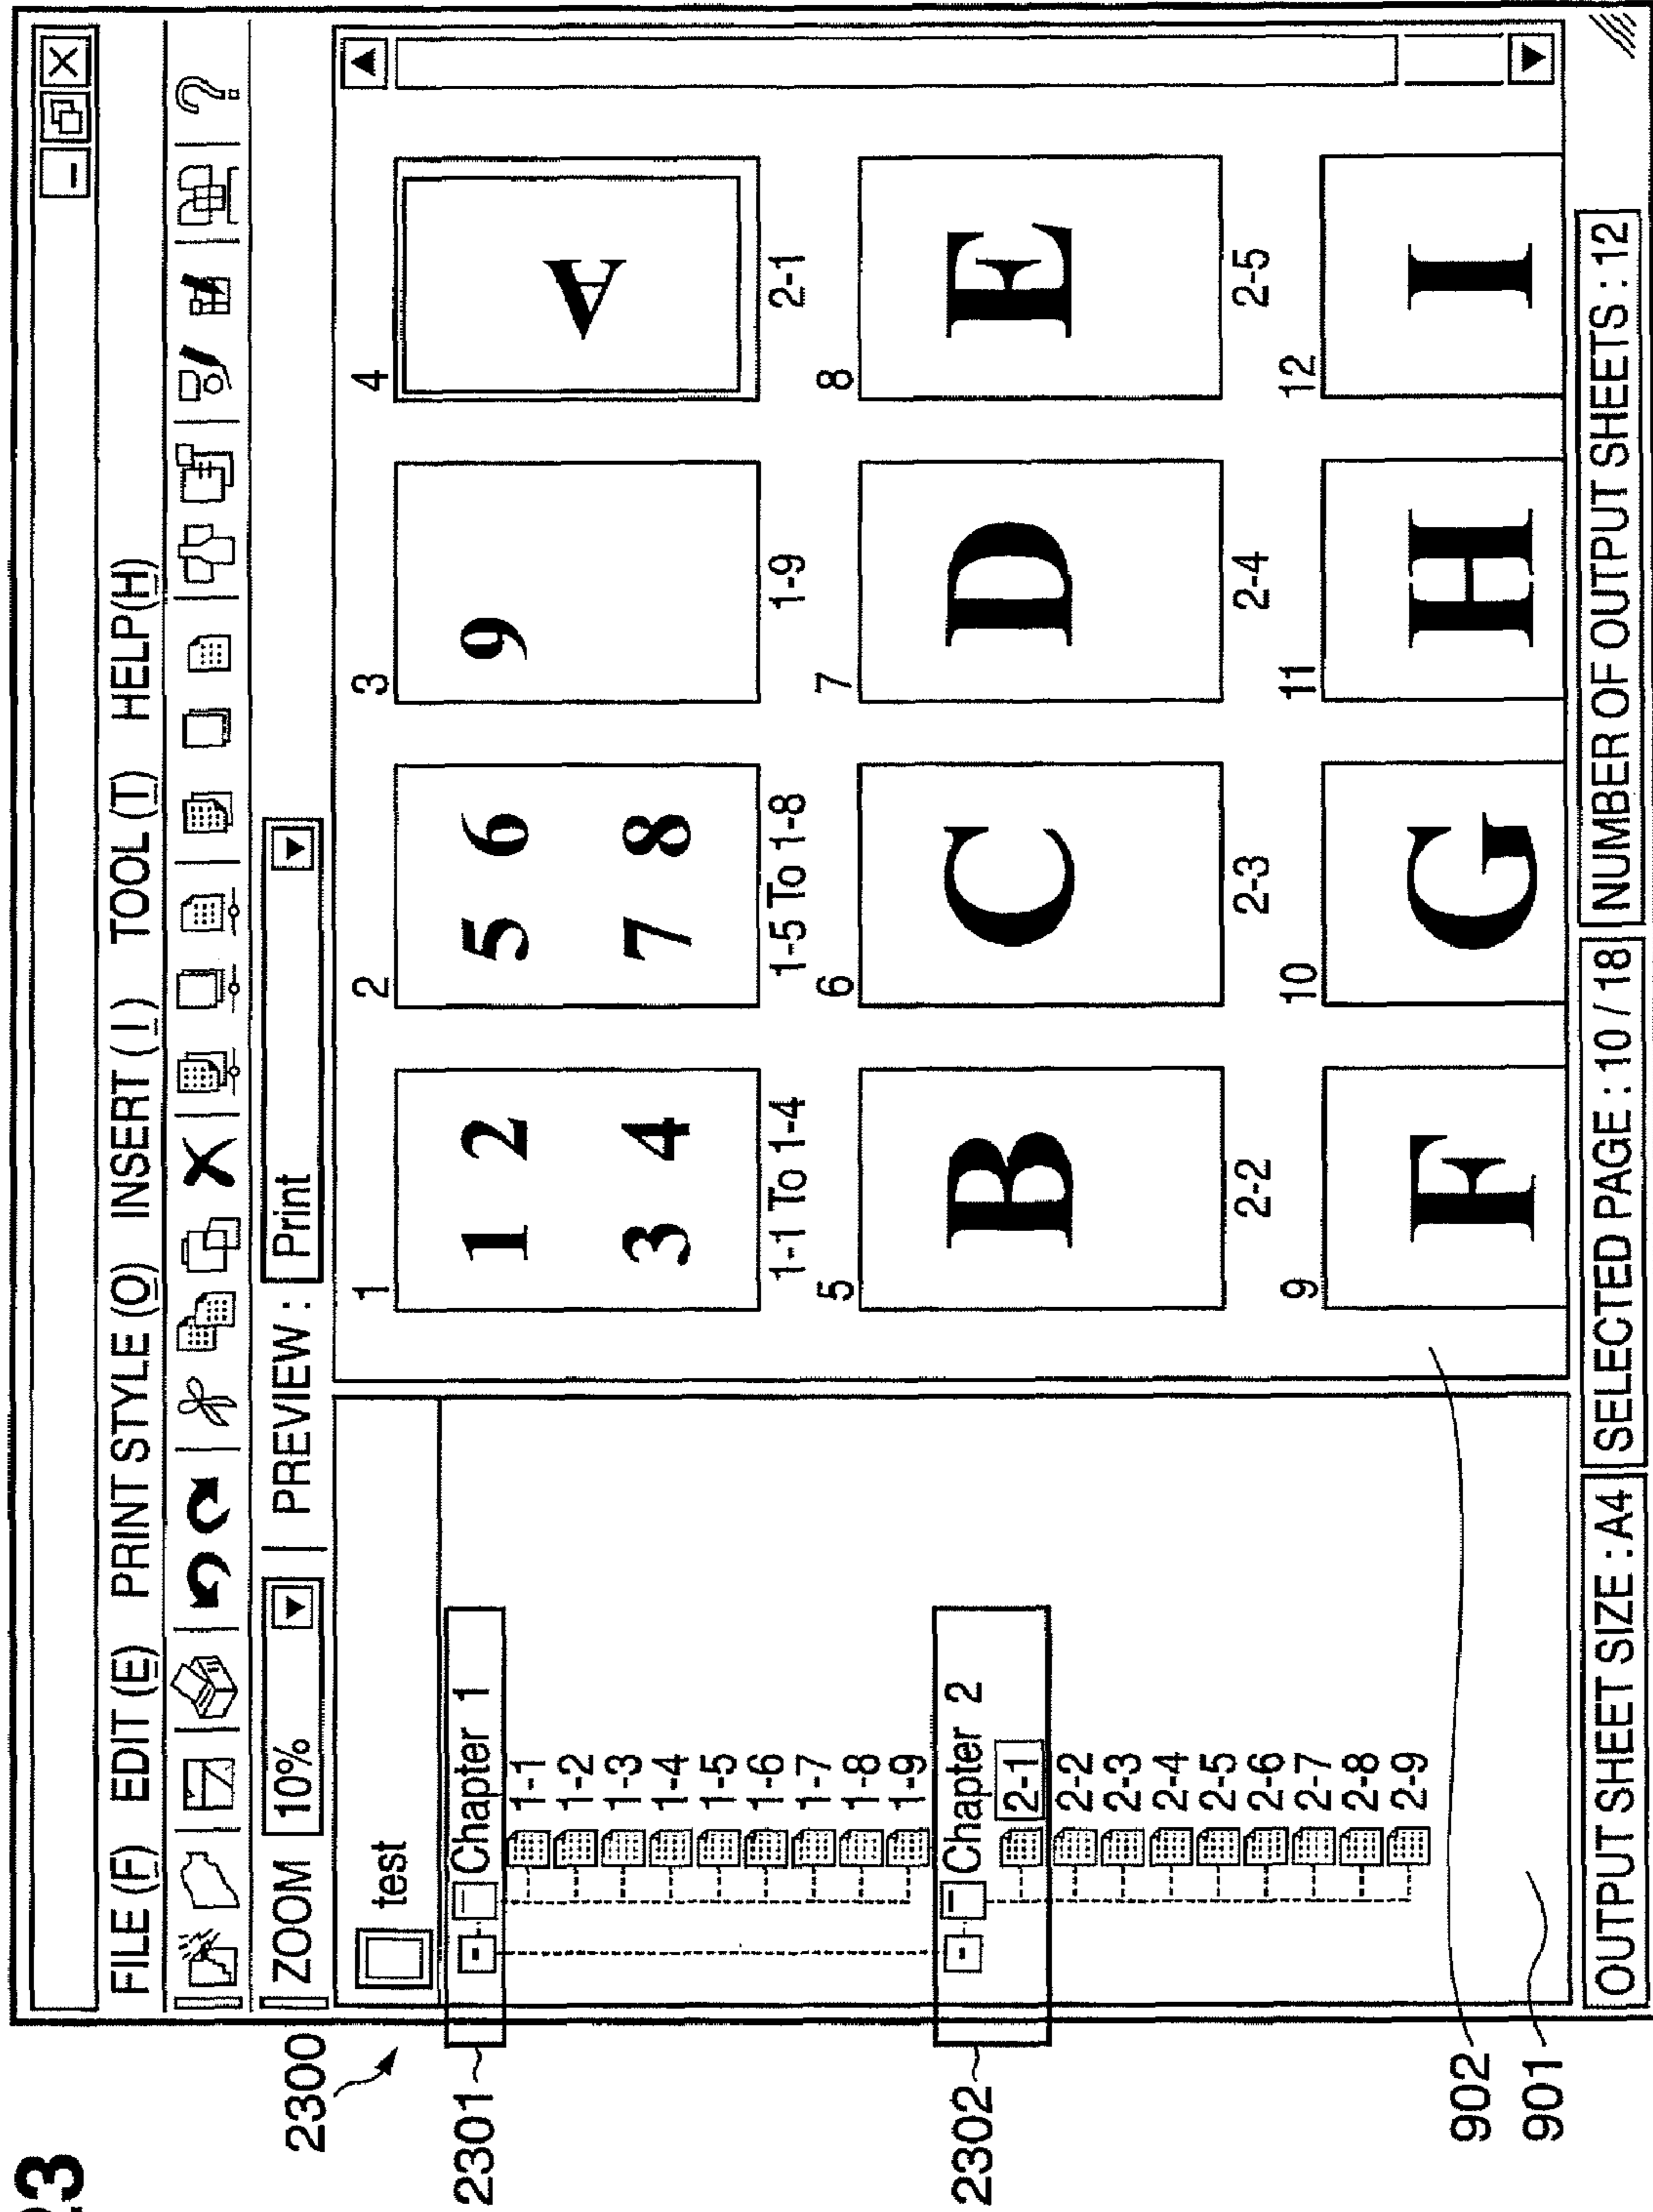 23
2300
FILE (F) EDIT (E) PRINT STYLE (O) INSERT (I) TOOL (T) HELP(H)
?
ZOOM 10% PREVIEW : Print
test
2301
Chapter 1
1-1
1-2
1-3
1-4
1-5
1-6
1-7
1-8
1-9
2302
Chapter 2
2-1
2-2
2-3
2-4
2-5
2-6
2-7
2-8
2-9
902
901
1 2 3 4
1 2 5 6 9 A
3 4 7 8
1-1 To 1-4 1-5 To 1-8 1-9 2-1
5 6 7 8
B C D E
2-2 2-3 2-4 2-5
9 10 11 12
F G H I
OUTPUT SHEET SIZE : A4 SELECTED PAGE : 10 / 18 NUMBER OF OUTPUT SHEETS : 12